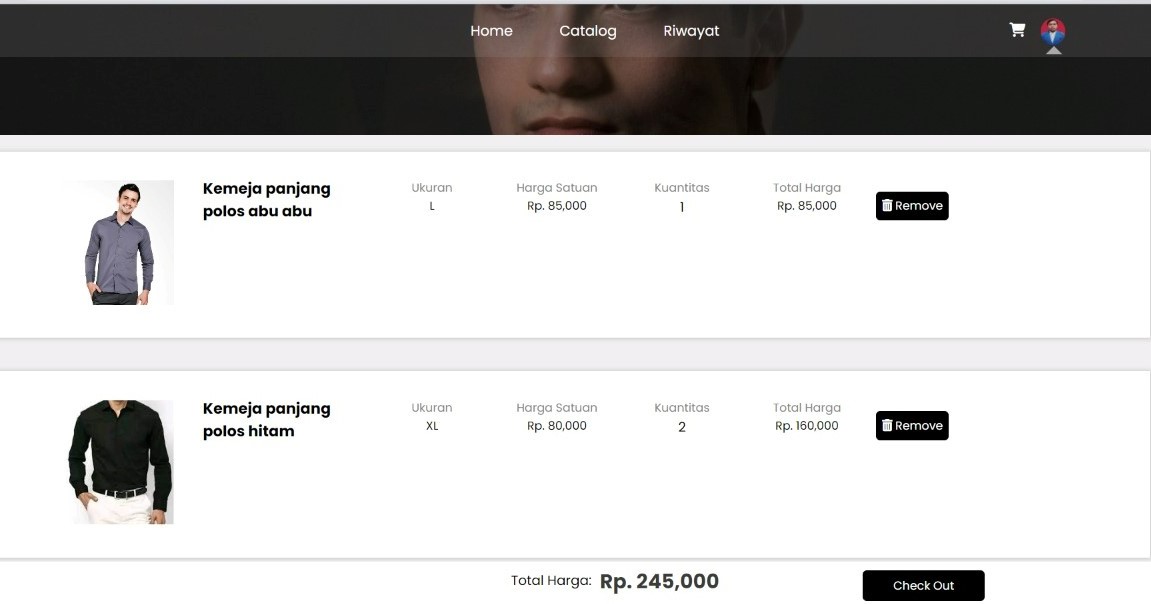 Home Catalog Riwayat
Kemeja panjang
polos abu abu
Ukuran Harga Satuan Kuantitas Total Harga
L Rp. 85,000 1 Rp. 85,000
Remove
Kemeja panjang
polos hitam
Ukuran Harga Satuan Kuantitas Total Harga
XL Rp. 80,000 2 Rp. 160,000
Remove
Total Harga: Rp. 245,000
Check Out